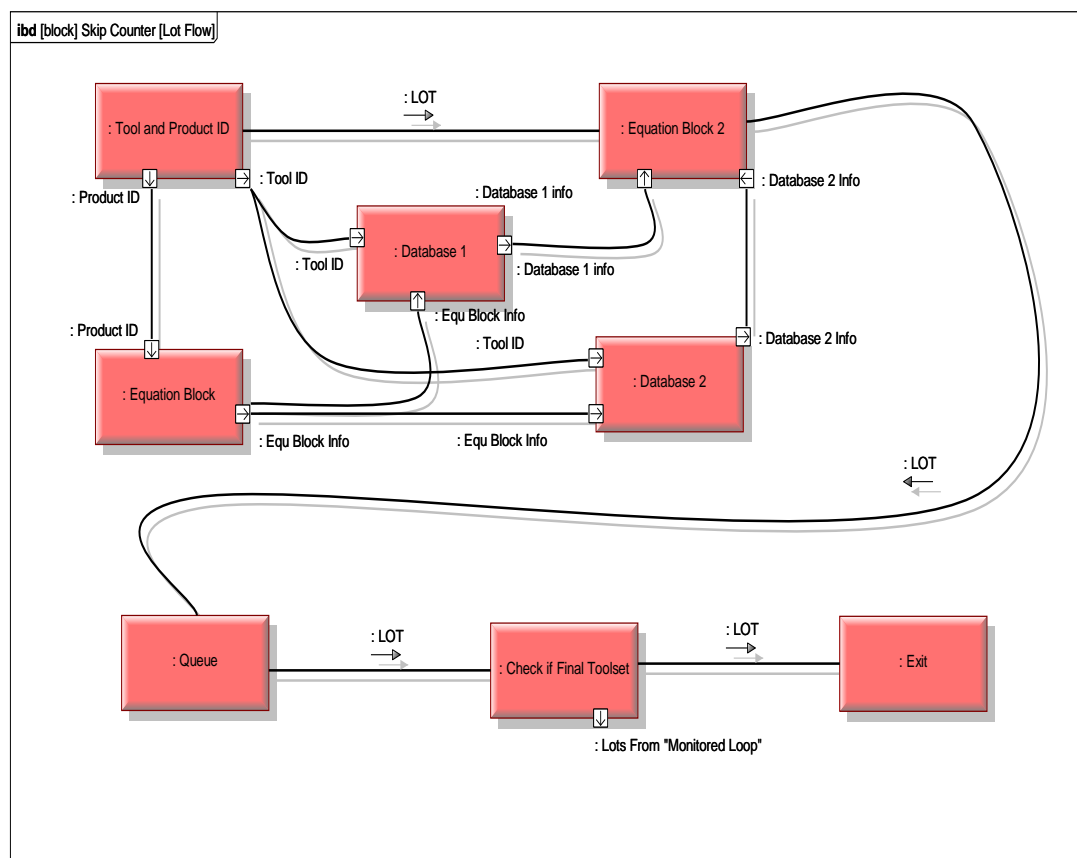 ibd [block] Skip Counter [Lot Flow]
: LOT
: Tool and Product ID
: Equation Block 2
: Product ID
: Tool ID
: Database 1 info
: Database 2 Info
: Database 1
: Tool ID
: Database 1 info
: Equ Block Info
: Product ID
: Tool ID
: Database 2 Info
: Equation Block
: Database 2
: Equ Block Info
: Equ Block Info
: LOT
: LOT
: LOT
: Queue
: Check if Final Toolset
: Exit
: Lots From "Monitored Loop"